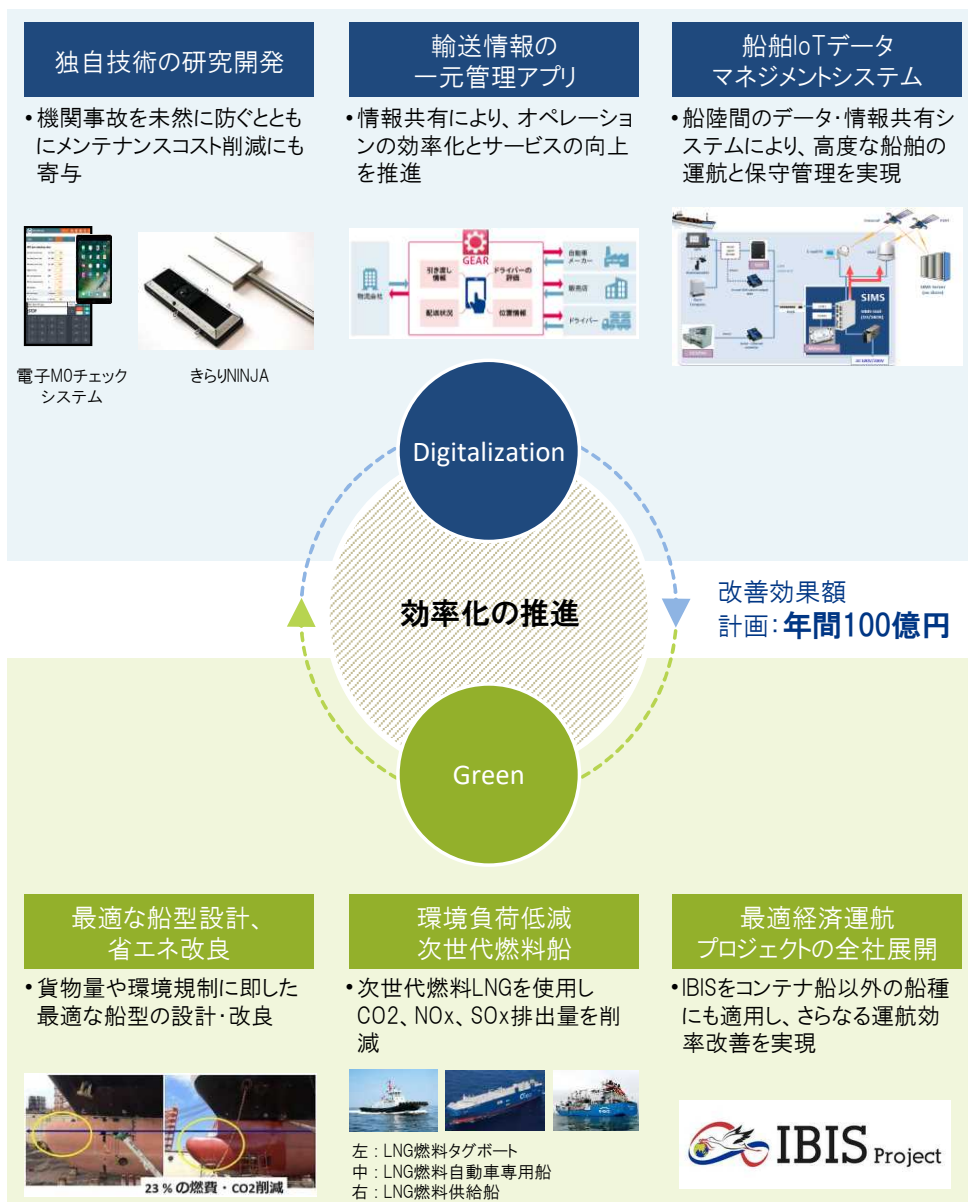 独自技術の研究開発
・機関事故を未然に防ぐととも
にメンテナンスコスト削減にも
寄与
STOP
電子M0チェック
システム
きらりNINJA
輸送情報の
一元管理アプリ
・情報共有により、オペレーショ
ンの効率化とサービスの向上
を推進
GEAR
物流会社
引き渡し
情報
ドライバーの
評価
配送状況
位置情報
自動車
メーカー
販売店
ドライバー
船舶IoTデータ
マネジメントシステム
・船陸間のデータ・情報共有シ
ステムにより、高度な船舶の
運航と保守管理を実現
SIMS
Digitalization
効率化の推進
改善効果額
計画：年間100億円
Green
最適な船型設計、
省エネ改良
・貨物量や環境規制に即した
最適な船型の設計・改良
23 % の燃費・CO2削減
環境負荷低減
次世代燃料船
・次世代燃料LNGを使用し
CO2、NOx、SOx排出量を削
減
左 : LNG燃料タグボート
中 : LNG燃料自動車専用船
右 : LNG燃料供給船
最適経済運航
プロジェクトの全社展開
・IBISをコンテナ船以外の船種
にも適用し、さらなる運航効
率改善を実現
IBIS Project